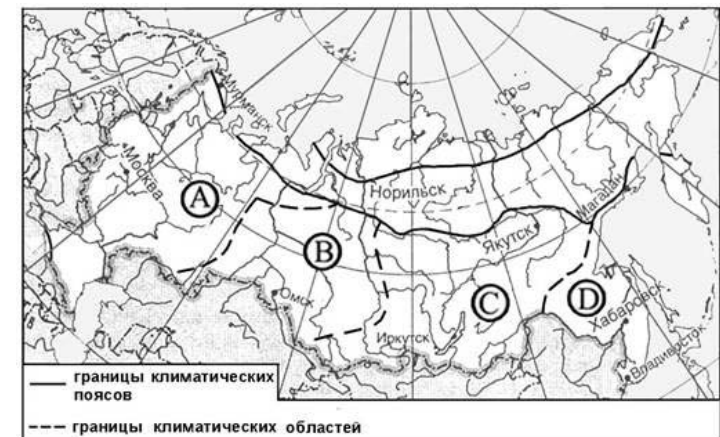 Мурманск
Москва
A
Норильск
Магадан
B
Якутск
Омск
C
D
Хабаровск
Иркутск
Владивосток
границы климатических
поясов
границы климатических областей